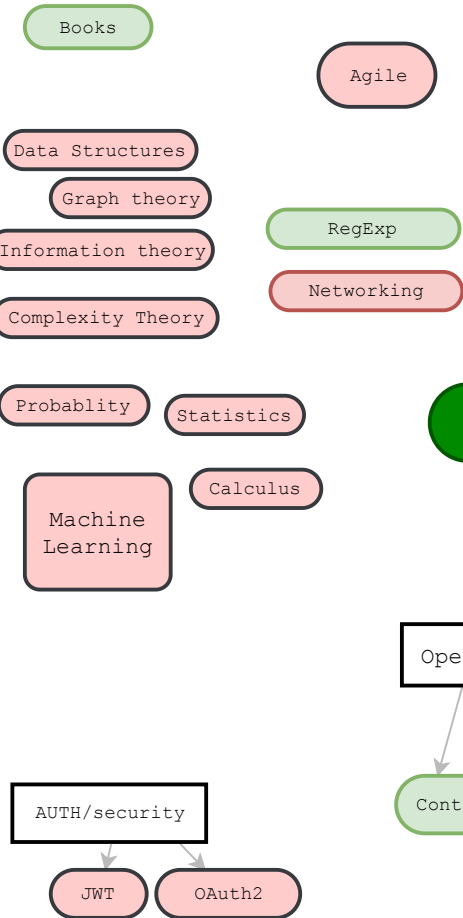 Books
Agile
Data Structures
Graph theory
Information theory
RegExp
Networking
Complexity Theory
Probablity
Statistics
Calculus
Machine
Learning
Ope
AUTH/security
Cont
JWT
OAuth2